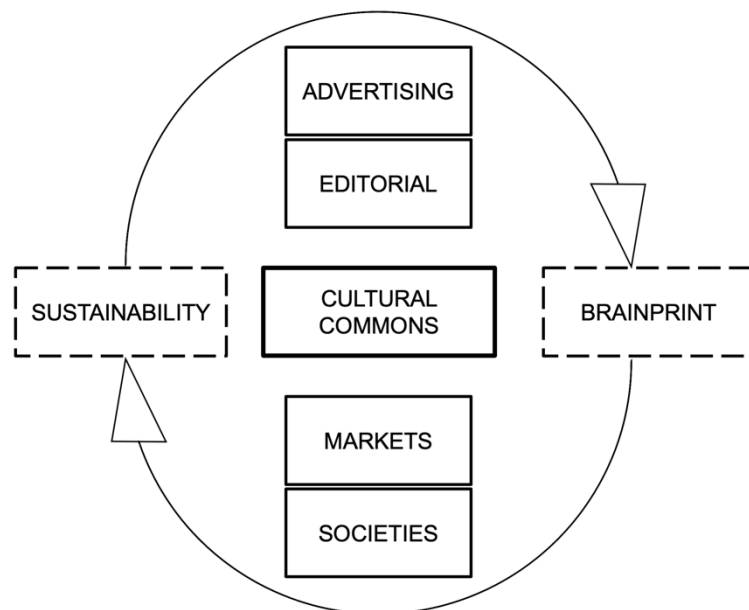 ADVERTISING
EDITORIAL
SUSTAINABILITY
CULTURAL
COMMONS
BRAINPRINT
MARKETS
SOCIETIES